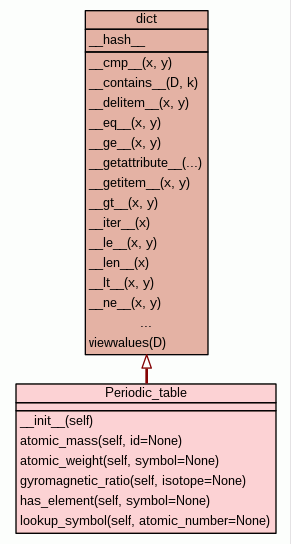 dict
__hash__
__cmp__(x, y)
__contains__(D, k)
__delitem__(x, y)
__eq__(x, y)
__ge__(x, y)
__getattribute__(...)
__getitem__(x, y)
__gt__(x, y)
__iter__(x)
__le__(x, y)
__len__(x)
__lt__(x, y)
__ne__(x, y)
...
viewvalues(D)
Periodic_table
__init__(self)
atomic_mass(self, id=None)
atomic_weight(self, symbol=None)
gyromagnetic_ratio(self, isotope=None)
has_element(self, symbol=None)
lookup_symbol(self, atomic_number=None)